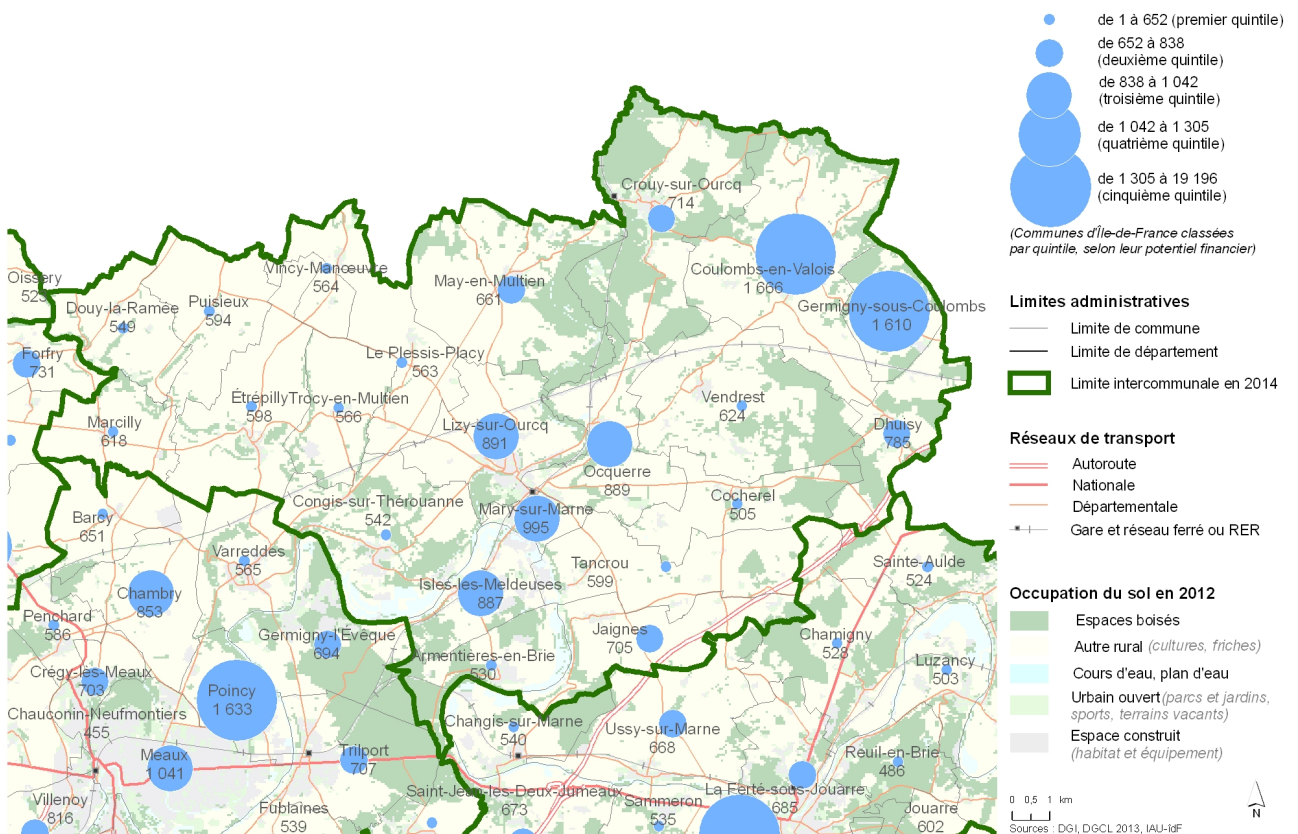 de 1 à 652 (premier quintile)
de 652 à 838
(deuxième quintile)
de 838 à 1 042
(troisième quintile)
de 1 042 à 1 305
(quatrième quintile)
de 1 305 à 19 196
(cinquième quintile)
(Communes d'Île-de-France classées
par quintile, selon leur potentiel financier)
Limites administratives
Limite de commune
Limite de département
Limite intercommunale en 2014
Réseaux de transport
Autoroute
Nationale
Départementale
Gare et réseau ferré ou RER
Occupation du sol en 2012
Espaces boisés
Autre rural (cultures, friches)
Cours d'eau, plan d'eau
Urbain ouvert (parcs et jardins,
sports, terrains vacants)
Espace construit
(habitat et équipement)
0 0,5 1 km
N
Sources : DGI, DGCL 2013, IAU-îdF
Crouy-sur-Ourcq
714
Coulombs-en-Valois
1 666
Germigny-sous-Coulombs
1 610
Oissery
Vincy-Manœuvre
564
May-en-Multien
661
Douy-la-Ramée
549
Puisieux
594
Forfry
731
Le Plessis-Placy
563
Étrépilly
598
Trocy-en-Multien
566
Vendrest
624
Marcilly
618
Lizy-sur-Ourcq
891
Dhuisy
785
Ocquerre
889
Congis-sur-Thérouanne
542
Mary-sur-Marne
995
Cocherel
505
Barcy
651
Varreddes
565
Tancrou
599
Sainte-Aulde
524
Chambry
853
Isles-les-Meldeuses
887
Penchard
586
Germigny-l'Évêque
694
Jaignes
705
Chamigny
528
Crégy-lès-Meaux
703
Armentières-en-Brie
530
Luzancy
503
Poincy
1 633
Chauconin-Neufmontiers
455
Changis-sur-Marne
540
Ussy-sur-Marne
668
Meaux
1 041
Trilport
707
Reuil-en-Brie
486
Villenoy
816
Fublaines
539
Saint-Jean-les-Deux-Jumeaux
673
Sammeron
535
La Ferté-sous-Jouarre
685
Jouarre
602